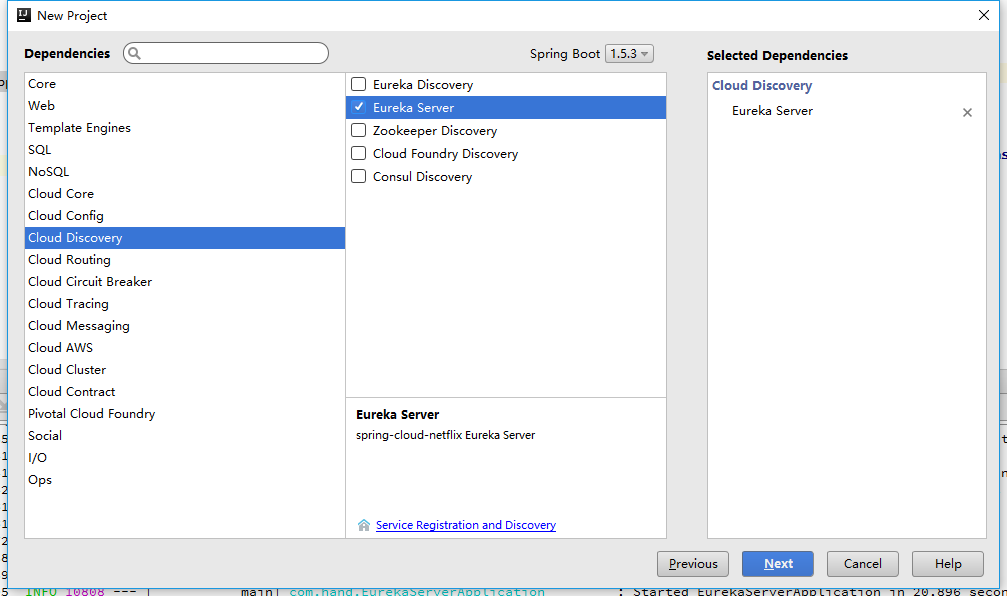 New Project
Dependencies
Spring Boot 1.5.3
Selected Dependencies
Core
Web
Template Engines
SQL
NoSQL
Cloud Core
Cloud Config
Cloud Discovery
Cloud Routing
Cloud Circuit Breaker
Cloud Tracing
Cloud Messaging
Cloud AWS
Cloud Cluster
Cloud Contract
Pivotal Cloud Foundry
Social
I/O
Ops
Eureka Discovery
Eureka Server
Zookeeper Discovery
Cloud Foundry Discovery
Consul Discovery
Eureka Server
spring-cloud-netflix Eureka Server
Service Registration and Discovery
Cloud Discovery
Eureka Server
Previous
Next
Cancel
Help
INFO 10808 --- [ main] com.hand.EurekaServerApplication : Started EurekaServerApplication in 20.896 secon